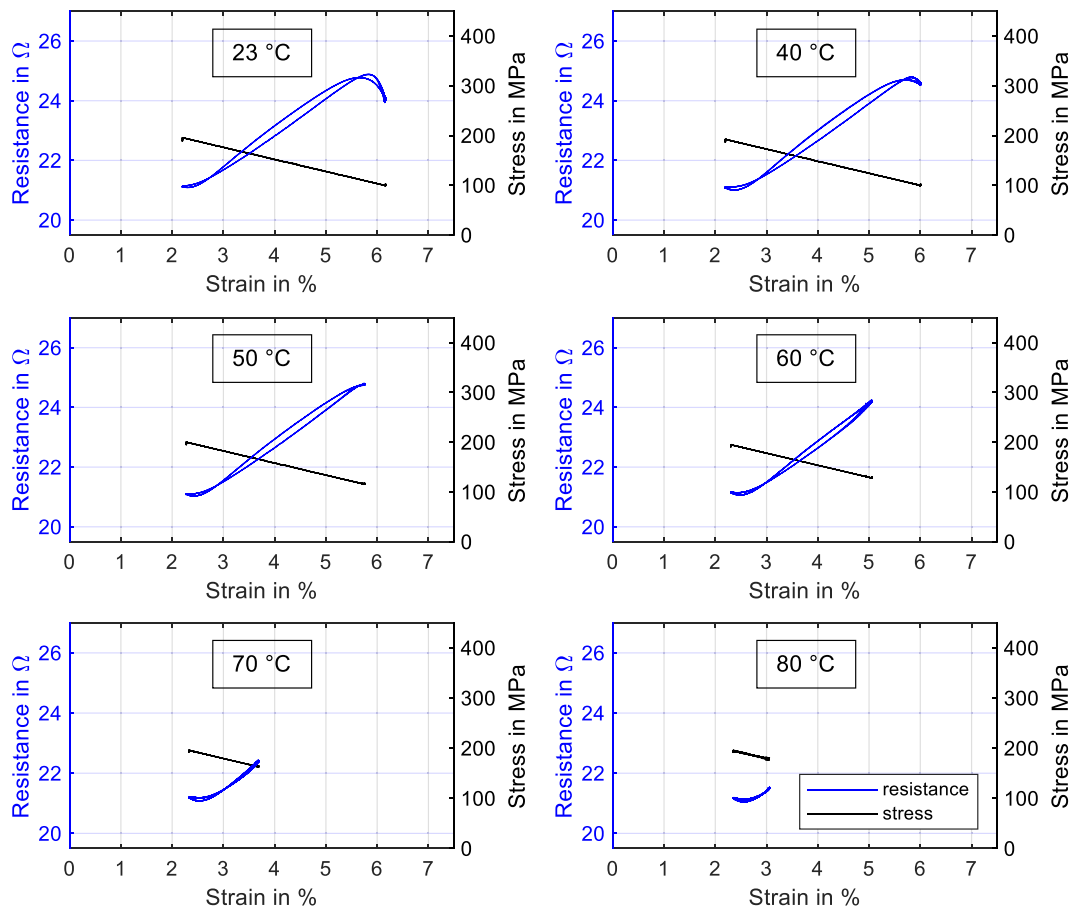 23 °C
Resistance in Ω
26
24
22
20
400
300
200
100
0
Stress in MPa
0 1 2 3 4 5 6 7
Strain in %
40 °C
Resistance in Ω
26
24
22
20
400
300
200
100
0
Stress in MPa
0 1 2 3 4 5 6 7
Strain in %
50 °C
Resistance in Ω
26
24
22
20
400
300
200
100
0
Stress in MPa
0 1 2 3 4 5 6 7
Strain in %
60 °C
Resistance in Ω
26
24
22
20
400
300
200
100
0
Stress in MPa
0 1 2 3 4 5 6 7
Strain in %
70 °C
Resistance in Ω
26
24
22
20
400
300
200
100
0
Stress in MPa
0 1 2 3 4 5 6 7
Strain in %
80 °C
Resistance in Ω
26
24
22
20
400
300
200
100
0
Stress in MPa
resistance
stress
0 1 2 3 4 5 6 7
Strain in %